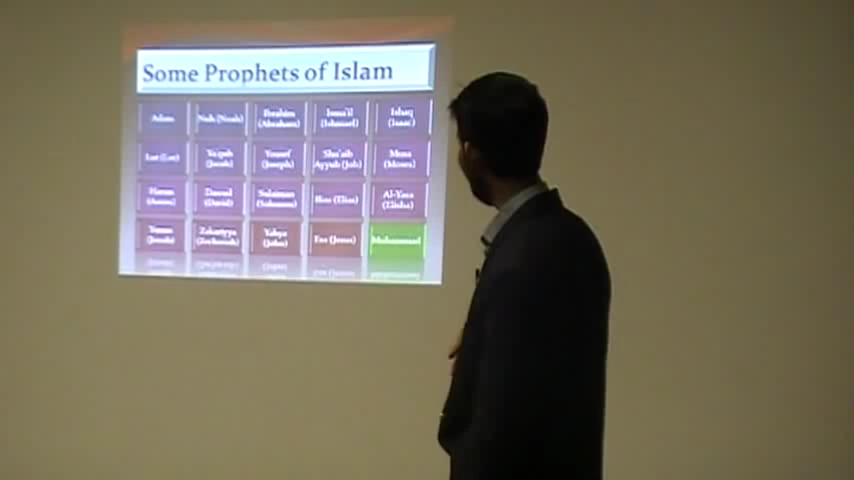 Some Prophets of Islam
Adam
Nuh (Noah)
Ibrahim
(Abraham)
Isma'il
(Ishmael)
Ishaq
(Isaac)
Lut (Lot)
Ya'qub
(Jacob)
Yousef
(Joseph)
Shu'aib
Ayyub (Job)
Musa
(Moses)
Harun
(Aaron)
Dawud
(David)
Sulaiman
(Solomon)
Ilias (Elias)
Al-Yasa
(Elisha)
Yunus
(Jonah)
Zakariyya
(Zechariah)
Yahya
(John)
Esa (Jesus)
Muhammad